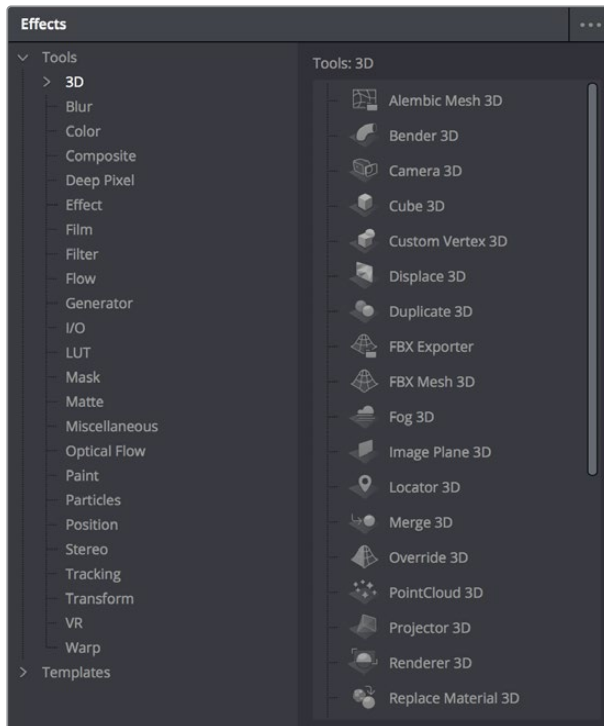 Effects
Tools
3D
Blur
Color
Composite
Deep Pixel
Effect
Film
Filter
Flow
Generator
I/O
LUT
Mask
Matte
Miscellaneous
Optical Flow
Paint
Particles
Position
Stereo
Tracking
Transform
VR
Warp
Templates
Tools: 3D
Alembic Mesh 3D
Bender 3D
Camera 3D
Cube 3D
Custom Vertex 3D
Displace 3D
Duplicate 3D
FBX Exporter
FBX Mesh 3D
Fog 3D
Image Plane 3D
Locator 3D
Merge 3D
Override 3D
PointCloud 3D
Projector 3D
Renderer 3D
Replace Material 3D